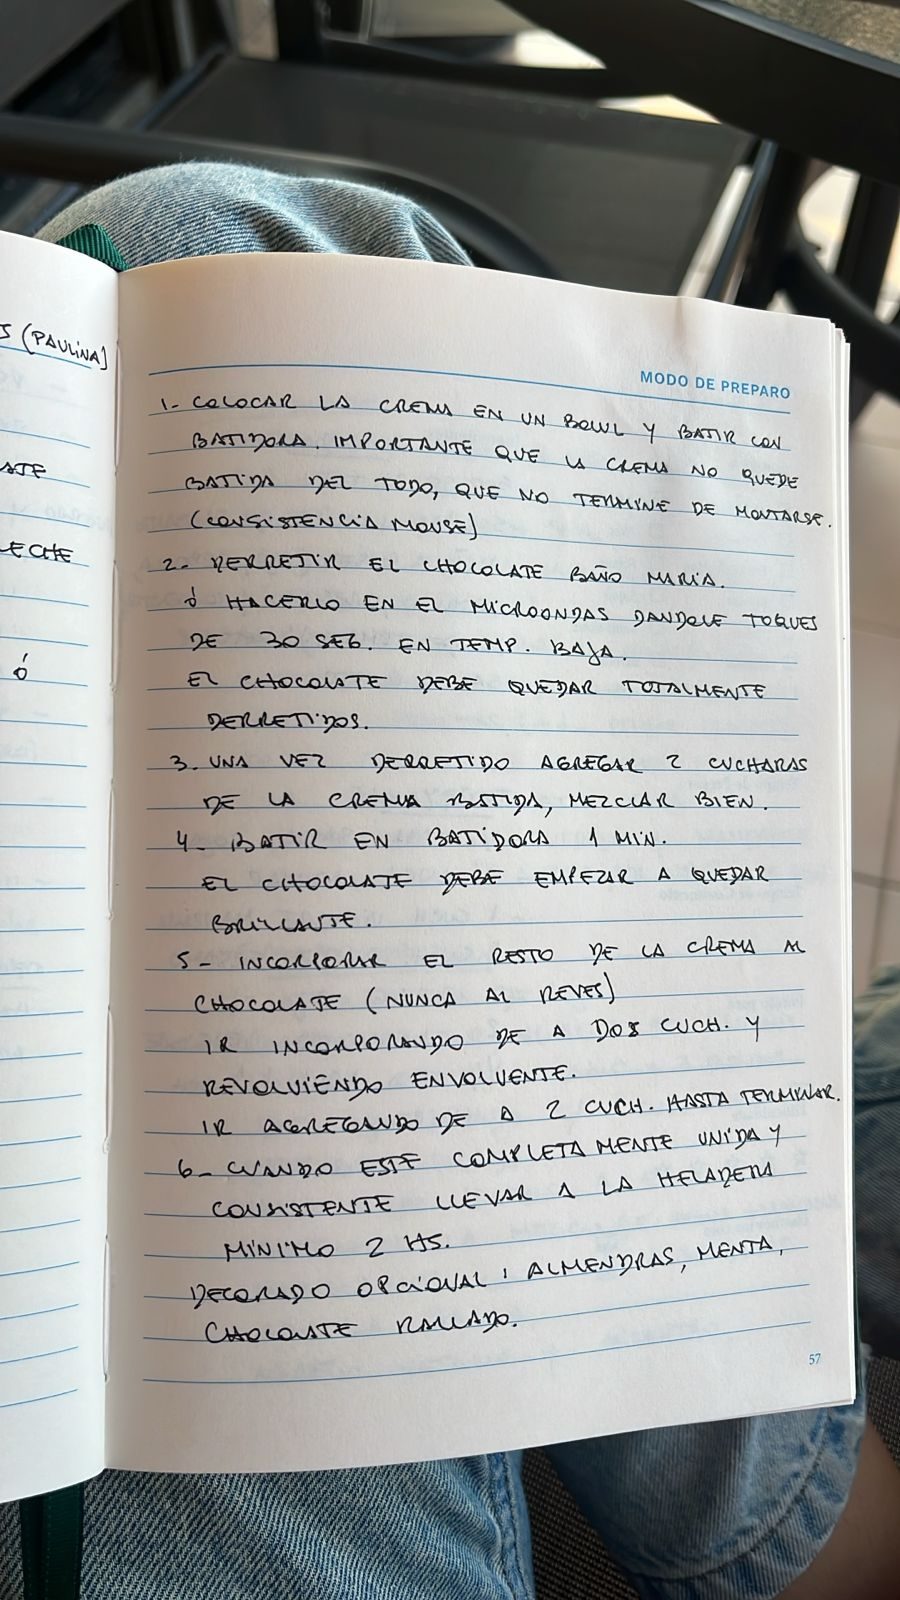 S (PAULINA)
ATE
LECHE
Ó
MODO DE PREPARO
1- COLOCAR LA CREMA EN UN BOWL Y BATIR CON
BATIDORA. IMPORTANTE QUE LA CREMA NO QUEDE
BATIDA DEL TODO, QUE NO TERMINE DE MONTARSE.
(CONSISTENCIA MOUSE)
2- DERRETIR EL CHOCOLATE BAÑO MARIA.
Ó HACERLO EN EL MICROONDAS DANDOLE TOQUES
DE 30 SEG. EN TEMP. BAJA.
EL CHOCOLATE DEBE QUEDAR TOTALMENTE
DERRETIDOS.
3- UNA VEZ DERRETIDO AGREGAR 2 CUCHARAS
DE LA CREMA BATIDA, MEZCLAR BIEN.
4- BATIR EN BATIDORA 1 MIN.
EL CHOCOLATE DEBE EMPEZAR A QUEDAR
BRILLANTE.
5- INCORPORAR EL RESTO DE LA CREMA AL
CHOCOLATE (NUNCA AL REVES)
IR INCORPORANDO DE A DOS CUCH. Y
REVOLVIENDO ENVOLVENTE.
IR AGREGANDO DE A 2 CUCH. HASTA TERMINAR.
6- CUANDO ESTE COMPLETAMENTE UNIDA Y
CONSISTENTE LLEVAR A LA HELADERA
MÍNIMO 2 HS.
DECORADO OPCIONAL: ALMENDRAS, MENTA,
CHOCOLATE RALLADO.
57